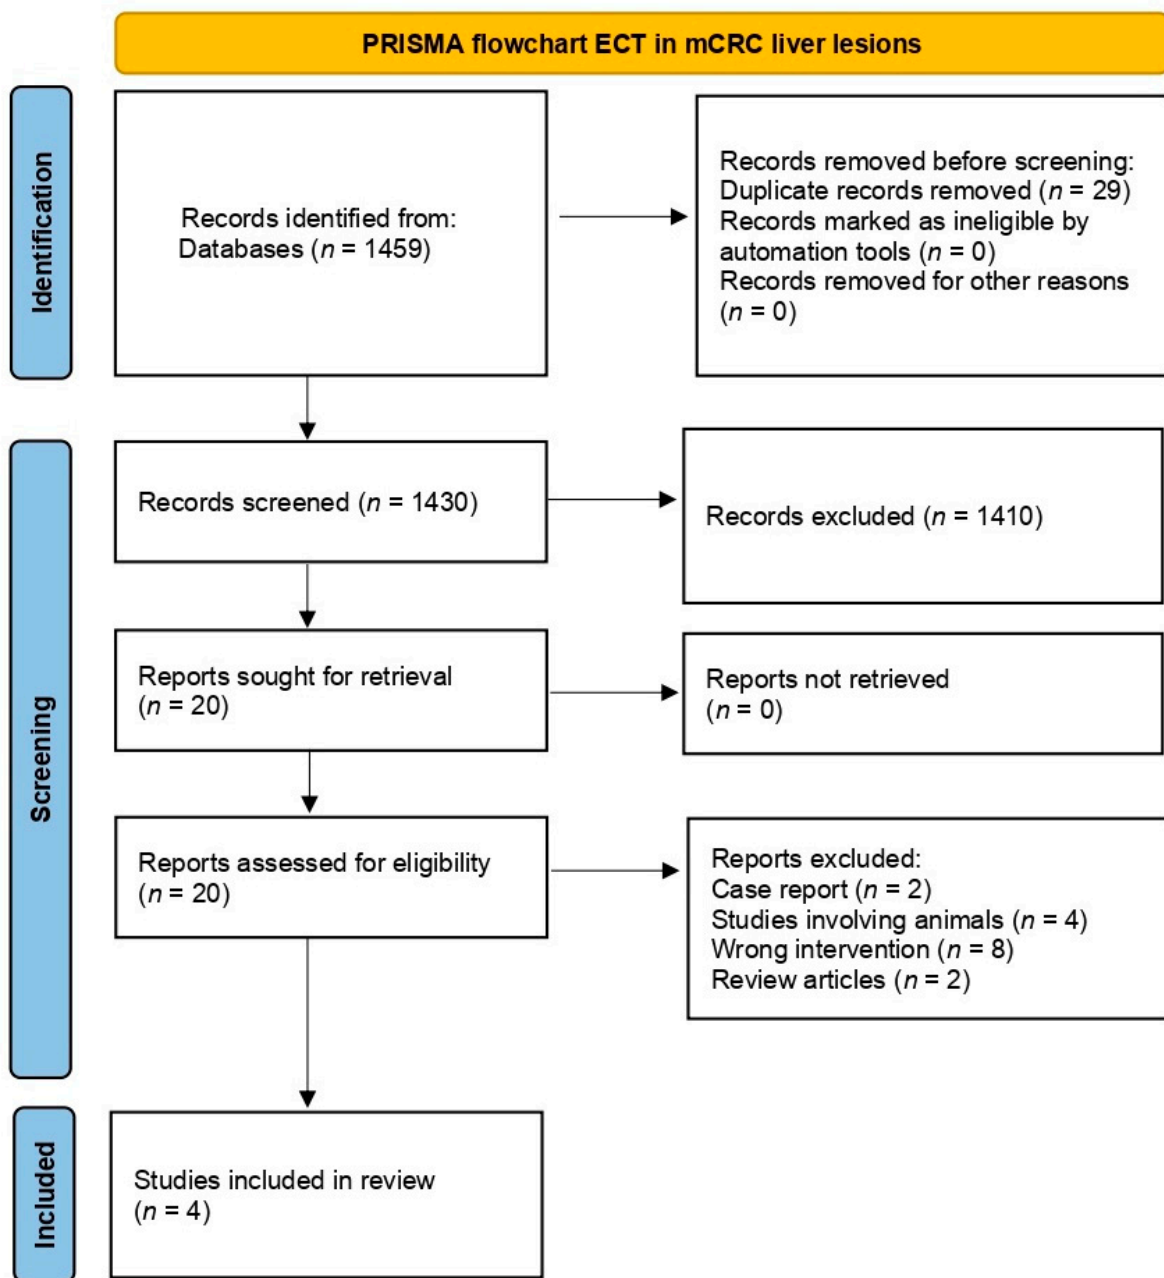 PRISMA flowchart ECT in mCRC liver lesions
Identification
Records identified from:
Databases (n = 1459)
Records removed before screening:
Duplicate records removed (n = 29)
Records marked as ineligible by
automation tools (n = 0)
Records removed for other reasons
(n = 0)
Screening
Records screened (n = 1430)
Records excluded (n = 1410)
Reports sought for retrieval
(n = 20)
Reports not retrieved
(n = 0)
Reports assessed for eligibility
(n = 20)
Reports excluded:
Case report (n = 2)
Studies involving animals (n = 4)
Wrong intervention (n = 8)
Review articles (n = 2)
Included
Studies included in review
(n = 4)